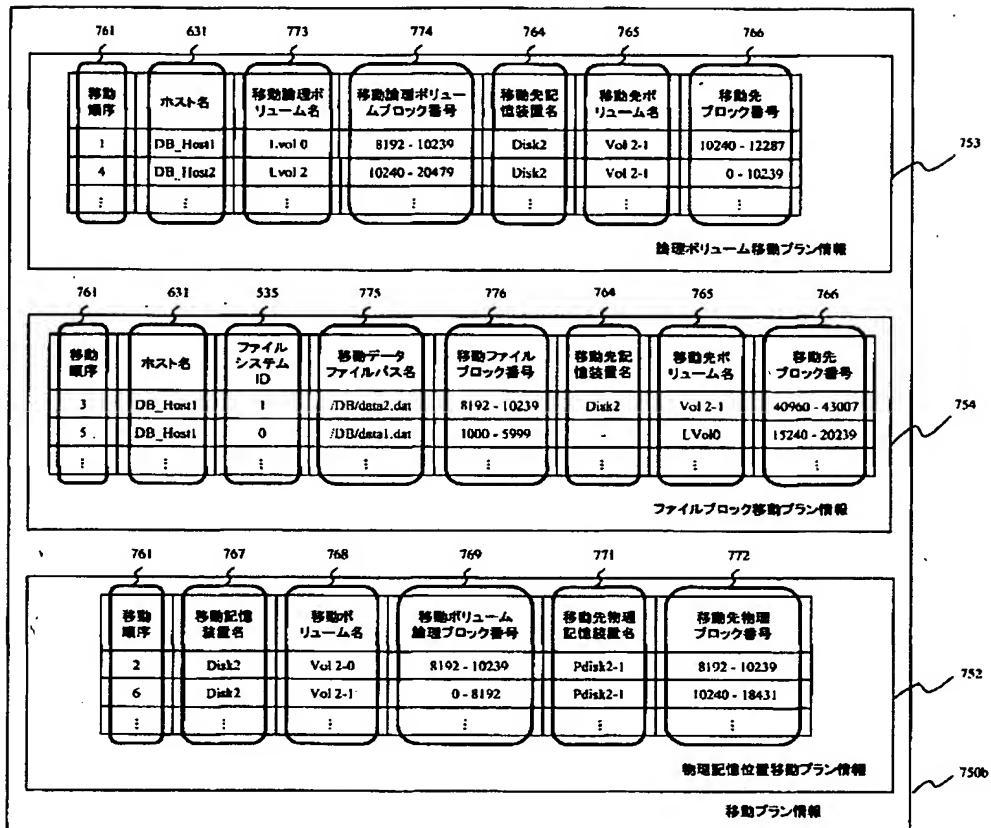 761 631 773 774 764 765 766
移動順序 ホスト名 移動論理ボリューム名 移動論理ボリュームブロック番号 移動先記憶装置名 移動先ボリューム名 移動先ブロック番号
1 DB_Host1 Lvol 0 8192 - 10239 Disk2 Vol 2-1 10240 - 12287
4 DB_Host2 Lvol 2 10240 - 20479 Disk2 Vol 2-1 0 - 10239
⋮ ⋮ ⋮ ⋮ ⋮ ⋮ ⋮
753
論理ボリューム移動プラン情報
761 631 535 775 776 764 765 766
移動順序 ホスト名 ファイルシステムID 移動データファイルパス名 移動ファイルブロック番号 移動先記憶装置名 移動先ボリューム名 移動先ブロック番号
3 DB_Host1 1 /DB/data2.dat 8192 - 10239 Disk2 Vol 2-1 40960 - 43007
5 DB_Host1 0 /DB/data1.dat 1000 - 5999 - LVol0 15240 - 20239
⋮ ⋮ ⋮ ⋮ ⋮ ⋮ ⋮ ⋮
754
ファイルブロック移動プラン情報
761 767 768 769 771 772
移動順序 移動記憶装置名 移動ボリューム名 移動ボリューム論理ブロック番号 移動先物理記憶装置名 移動先物理ブロック番号
2 Disk2 Vol 2-0 8192 - 10239 Pdisk2-1 8192 - 10239
6 Disk2 Vol 2-1 0 - 8192 Pdisk2-1 10240 - 18431
⋮ ⋮ ⋮ ⋮ ⋮ ⋮
752
物理記憶位置移動プラン情報
750b
移動プラン情報